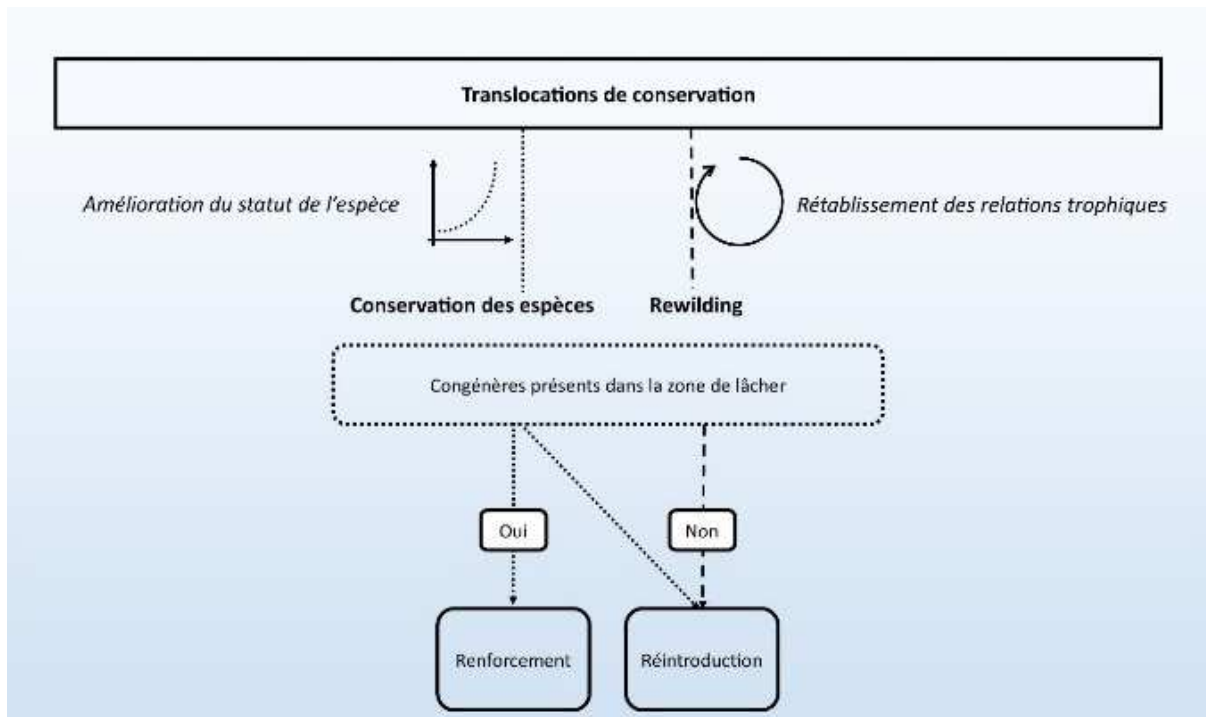 Translocations de conservation
Amélioration du statut de l'espèce
Rétablissement des relations trophiques
Conservation des espèces
Rewilding
Congénères présents dans la zone de lâcher
Oui
Non
Renforcement
Réintroduction